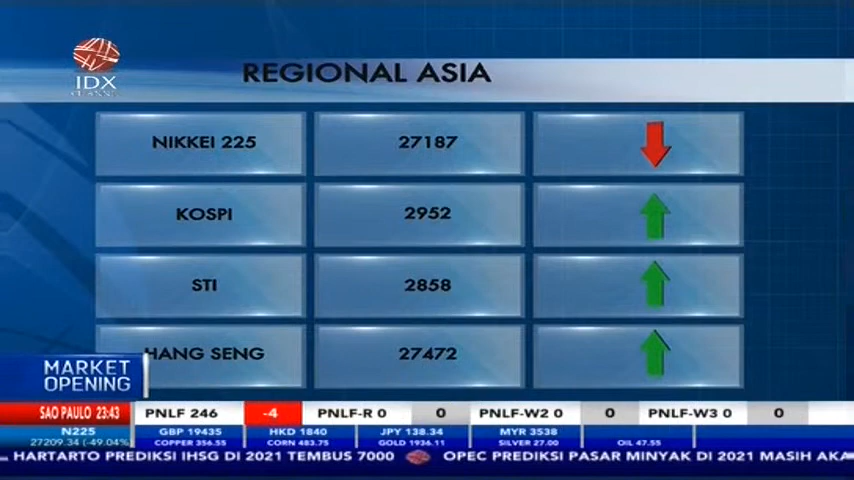 IDX
CHANNEL
REGIONAL ASIA
NIKKEI 225 27187
KOSPI 2952
STI 2858
HANG SENG 27472
MARKET
OPENING
SAO PAULO 23:43 PNLF 246 -4 PNLF-R 0 0 PNLF-W2 0 0 PNLF-W3 0 0
N225 GBP 19435 HKD 1840 JPY 138.34 MYR 3538
27209.34 (-49.04%) COPPER 356.55 CORN 483.75 GOLD 1936.11 SILVER 27.00 OIL 47.55
HARTARTO PREDIKSI IHSG DI 2021 TEMBUS 7000 OPEC PREDIKSI PASAR MINYAK DI 2021 MASIH AKA